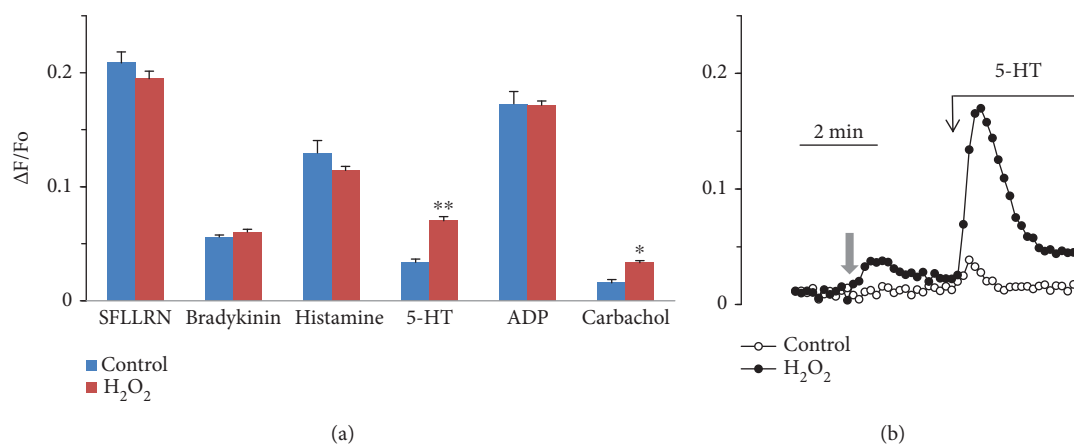 0.2
0.1
0
ΔF/Fo
**
*
SFLLRN Bradykinin Histamine 5-HT ADP Carbachol
Control
H₂O₂
(a)
0.2
0.1
0
5-HT
2 min
Control
H₂O₂
(b)